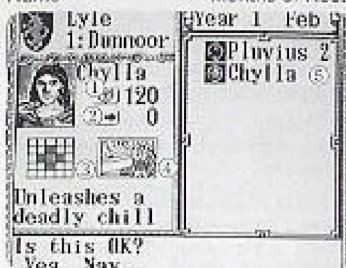 Lyle
1:Dunnoor
Chylla
① 120
② 0
③ ④
Unleashes a
deadly chill
Year 1 Feb
Pluvius 2
Chylla ⑤
Is this OK?
Yea Nay